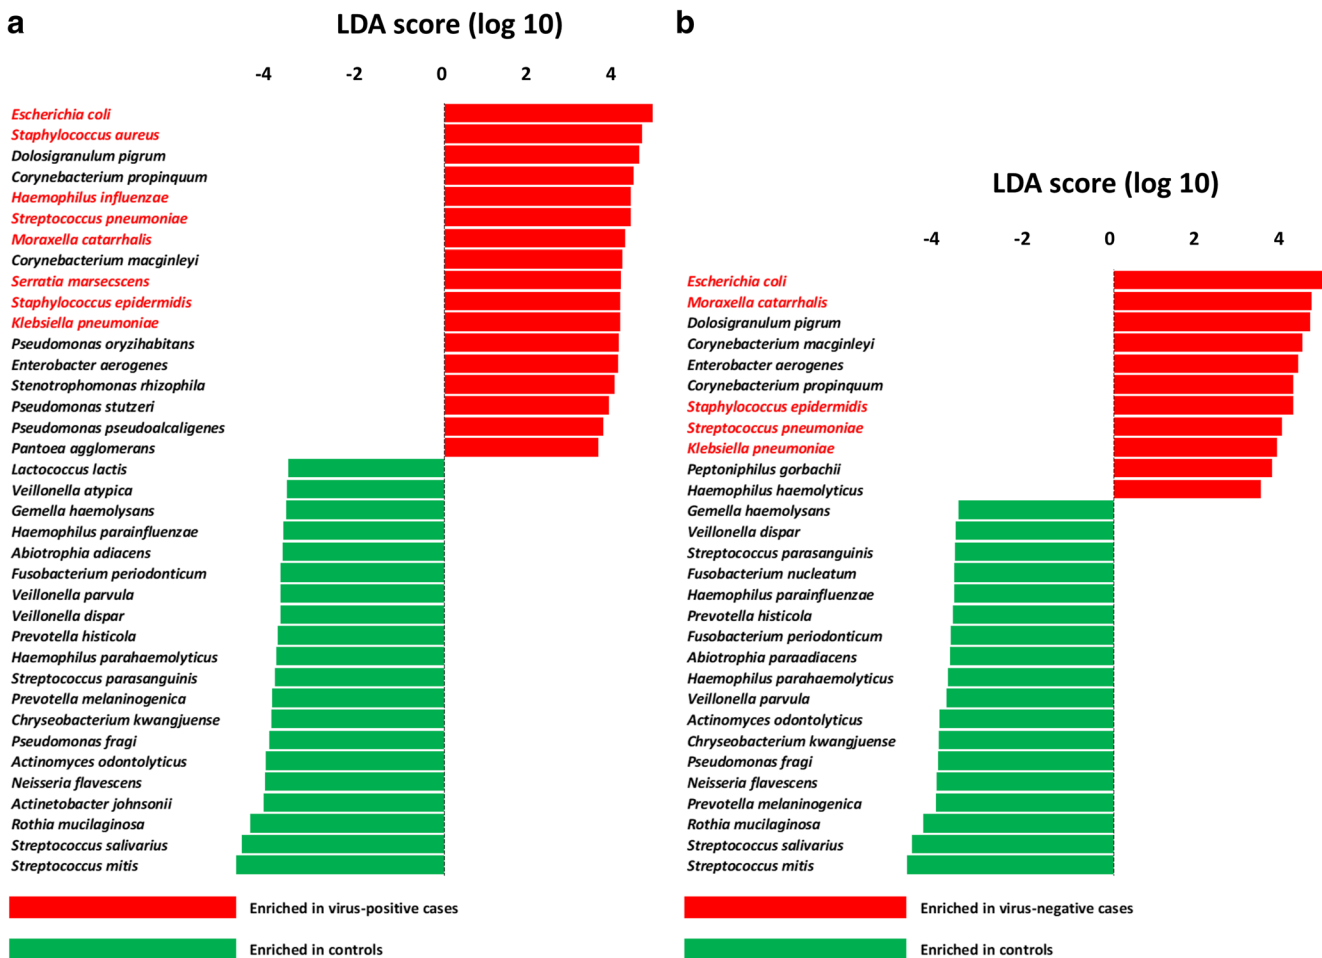 a
LDA score (log 10)
-4 -2 0 2 4
Escherichia coli
Staphylococcus aureus
Dolosigranulum pigrum
Corynebacterium propinquum
Haemophilus influenzae
Streptococcus pneumoniae
Moraxella catarrhalis
Corynebacterium macginleyi
Serratia marsecscens
Staphylococcus epidermidis
Klebsiella pneumoniae
Pseudomonas oryzihabitans
Enterobacter aerogenes
Stenotrophomonas rhizophila
Pseudomonas stutzeri
Pseudomonas pseudoalcaligenes
Pantoea agglomerans
Lactococcus lactis
Veillonella atypica
Gemella haemolysans
Haemophilus parainfluenzae
Abiotrophia adiacens
Fusobacterium periodonticum
Veillonella parvula
Veillonella dispar
Prevotella histicola
Haemophilus parahaemolyticus
Streptococcus parasanguinis
Prevotella melaninogenica
Chryseobacterium kwangjuense
Pseudomonas fragi
Actinomyces odontolyticus
Neisseria flavescens
Actinetobacter johnsonii
Rothia mucilaginosa
Streptococcus salivarius
Streptococcus mitis
Enriched in virus-positive cases
Enriched in controls
b
LDA score (log 10)
-4 -2 0 2 4
Escherichia coli
Moraxella catarrhalis
Dolosigranulum pigrum
Corynebacterium macginleyi
Enterobacter aerogenes
Corynebacterium propinquum
Staphylococcus epidermidis
Streptococcus pneumoniae
Klebsiella pneumoniae
Peptoniphilus gorbachii
Haemophilus haemolyticus
Gemella haemolysans
Veillonella dispar
Streptococcus parasanguinis
Fusobacterium nucleatum
Haemophilus parainfluenzae
Prevotella histicola
Fusobacterium periodonticum
Abiotrophia paraadiacens
Haemophilus parahaemolyticus
Veillonella parvula
Actinomyces odontolyticus
Chryseobacterium kwangjuense
Pseudomonas fragi
Neisseria flavescens
Prevotella melaninogenica
Rothia mucilaginosa
Streptococcus salivarius
Streptococcus mitis
Enriched in virus-negative cases
Enriched in controls